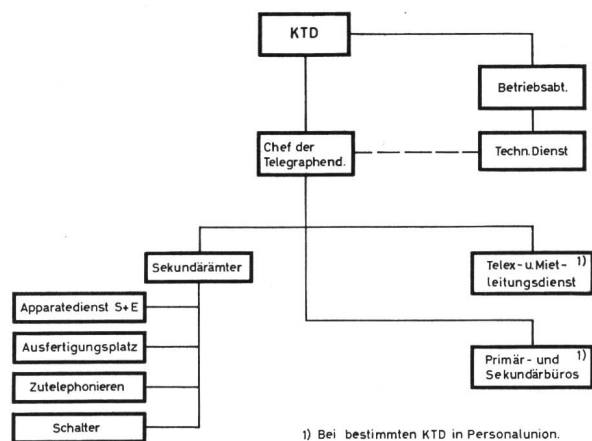 KTD
Betriebsabt.
Chef der
Telegraphend.
Techn. Dienst
Sekundärämter
Telex- u. Miet- 1)
leitungsdienst
Apparatedienst S+E
Ausfertigungsplatz
Zutelephonieren
Schalter
Primär- und 1)
Sekundärbüros
1) Bei bestimmten KTD in Personalunion.